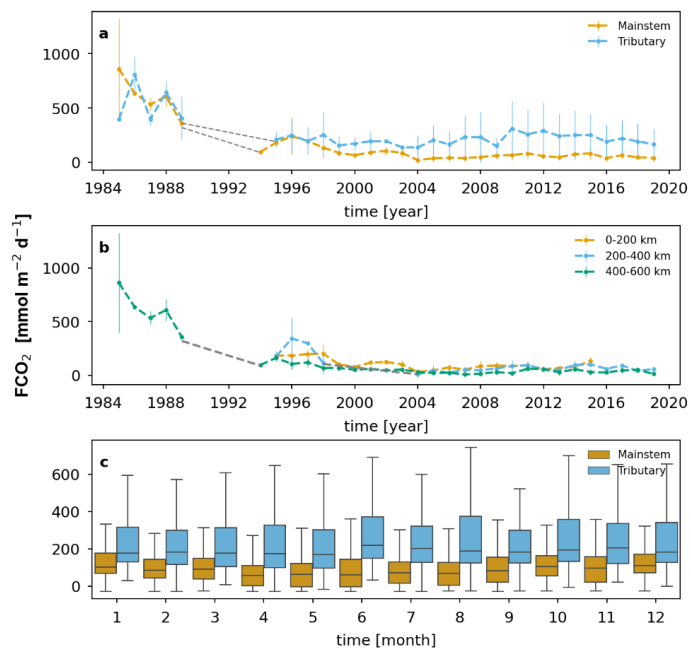 a
Mainstem
Tributary
1000
500
0
1984 1988 1992 1996 2000 2004 2008 2012 2016 2020
time [year]
b
0-200 km
200-400 km
400-600 km
1000
500
0
1984 1988 1992 1996 2000 2004 2008 2012 2016 2020
time [year]
FCO₂ [mmol m⁻² d⁻¹]
c
Mainstem
Tributary
600
400
200
0
1 2 3 4 5 6 7 8 9 10 11 12
time [month]